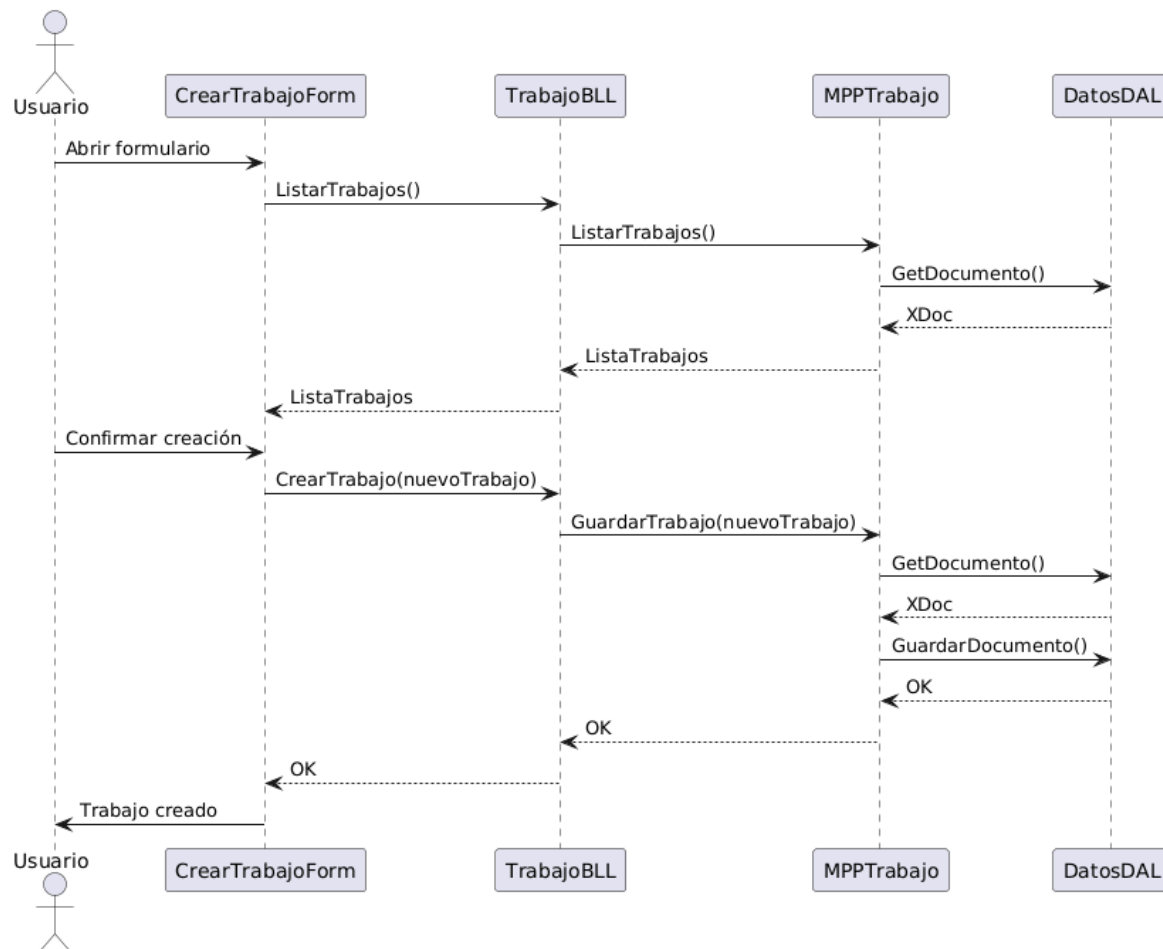 Usuario
CrearTrabajoForm
TrabajoBLL
MPPTrabajo
DatosDAL
Abrir formulario
ListarTrabajos()
ListarTrabajos()
GetDocumento()
XDoc
ListaTrabajos
ListaTrabajos
Confirmar creación
CrearTrabajo(nuevoTrabajo)
GuardarTrabajo(nuevoTrabajo)
GetDocumento()
XDoc
GuardarDocumento()
OK
OK
OK
Trabajo creado
Usuario
CrearTrabajoForm
TrabajoBLL
MPPTrabajo
DatosDAL